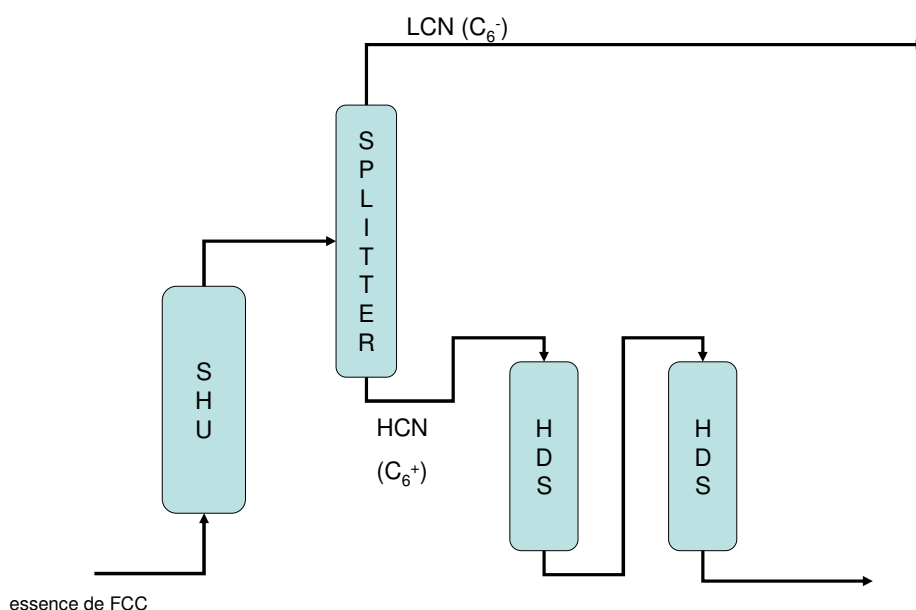 LCN (C₆⁻)
SPLITTER
SHU
HCN
(C₆⁺)
HDS
HDS
essence de FCC